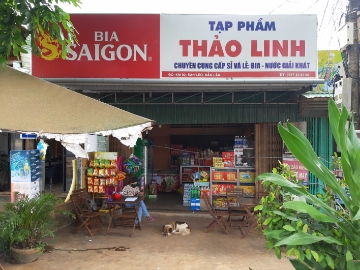 BIA
SAIGON
TẠP PHẨM
THẢO LINH
CHUYÊN CUNG CẤP SỈ VÀ LẺ: BIA - NƯỚC GIẢI KHÁT